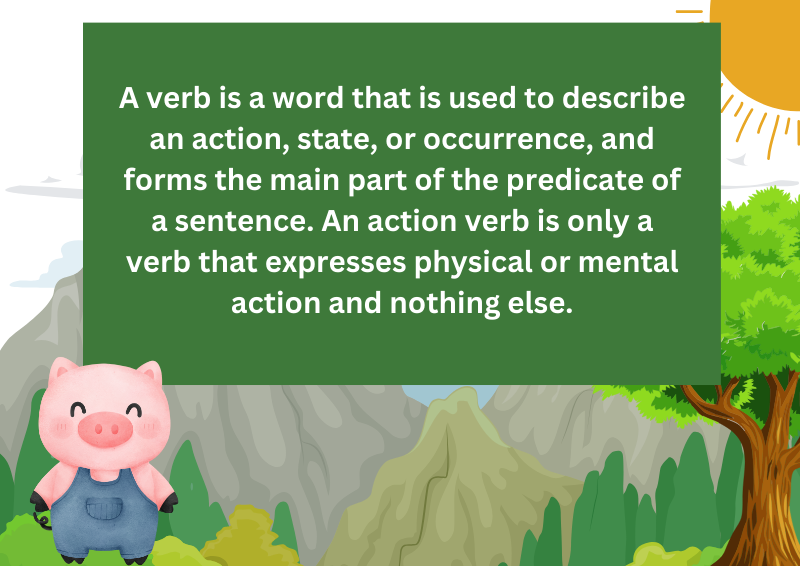 A verb is a word that is used to describe
an action, state, or occurrence, and
forms the main part of the predicate of
a sentence. An action verb is only a
verb that expresses physical or mental
action and nothing else.